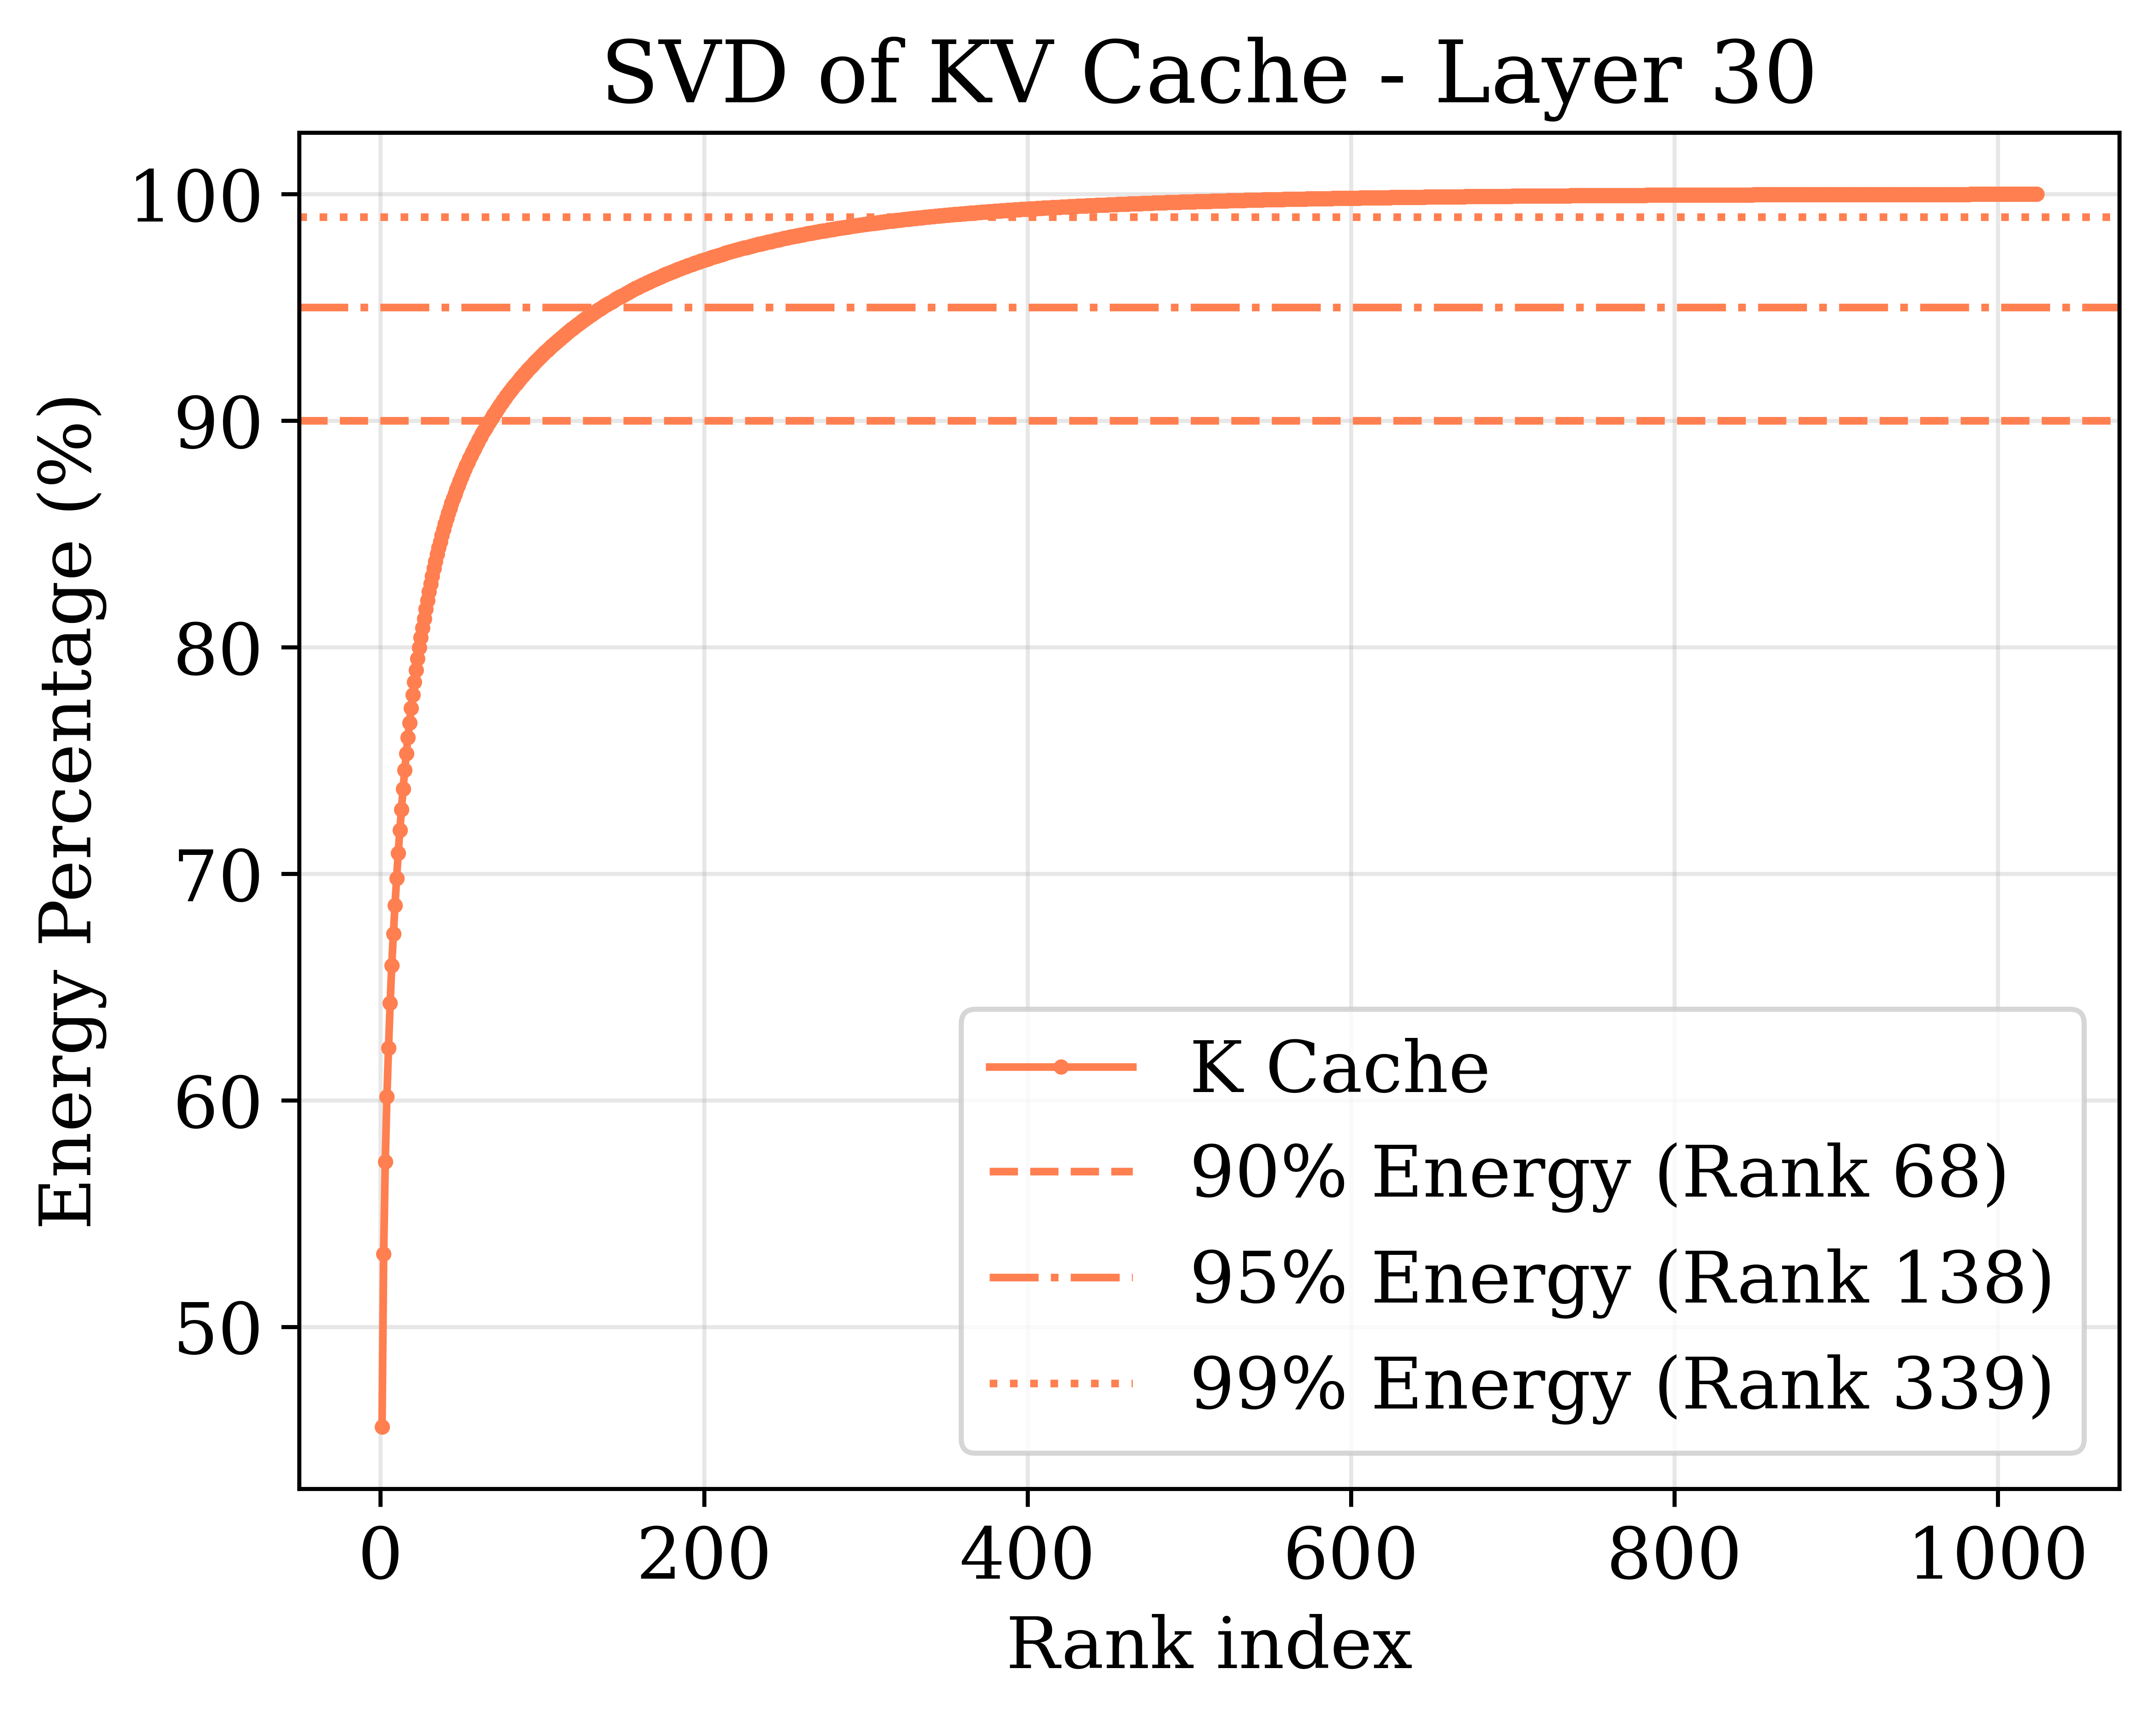 SVD of KV Cache - Layer 30
Energy Percentage (%)
100
90
80
70
60
50
K Cache
90% Energy (Rank 68)
95% Energy (Rank 138)
99% Energy (Rank 339)
0 200 400 600 800 1000
Rank index